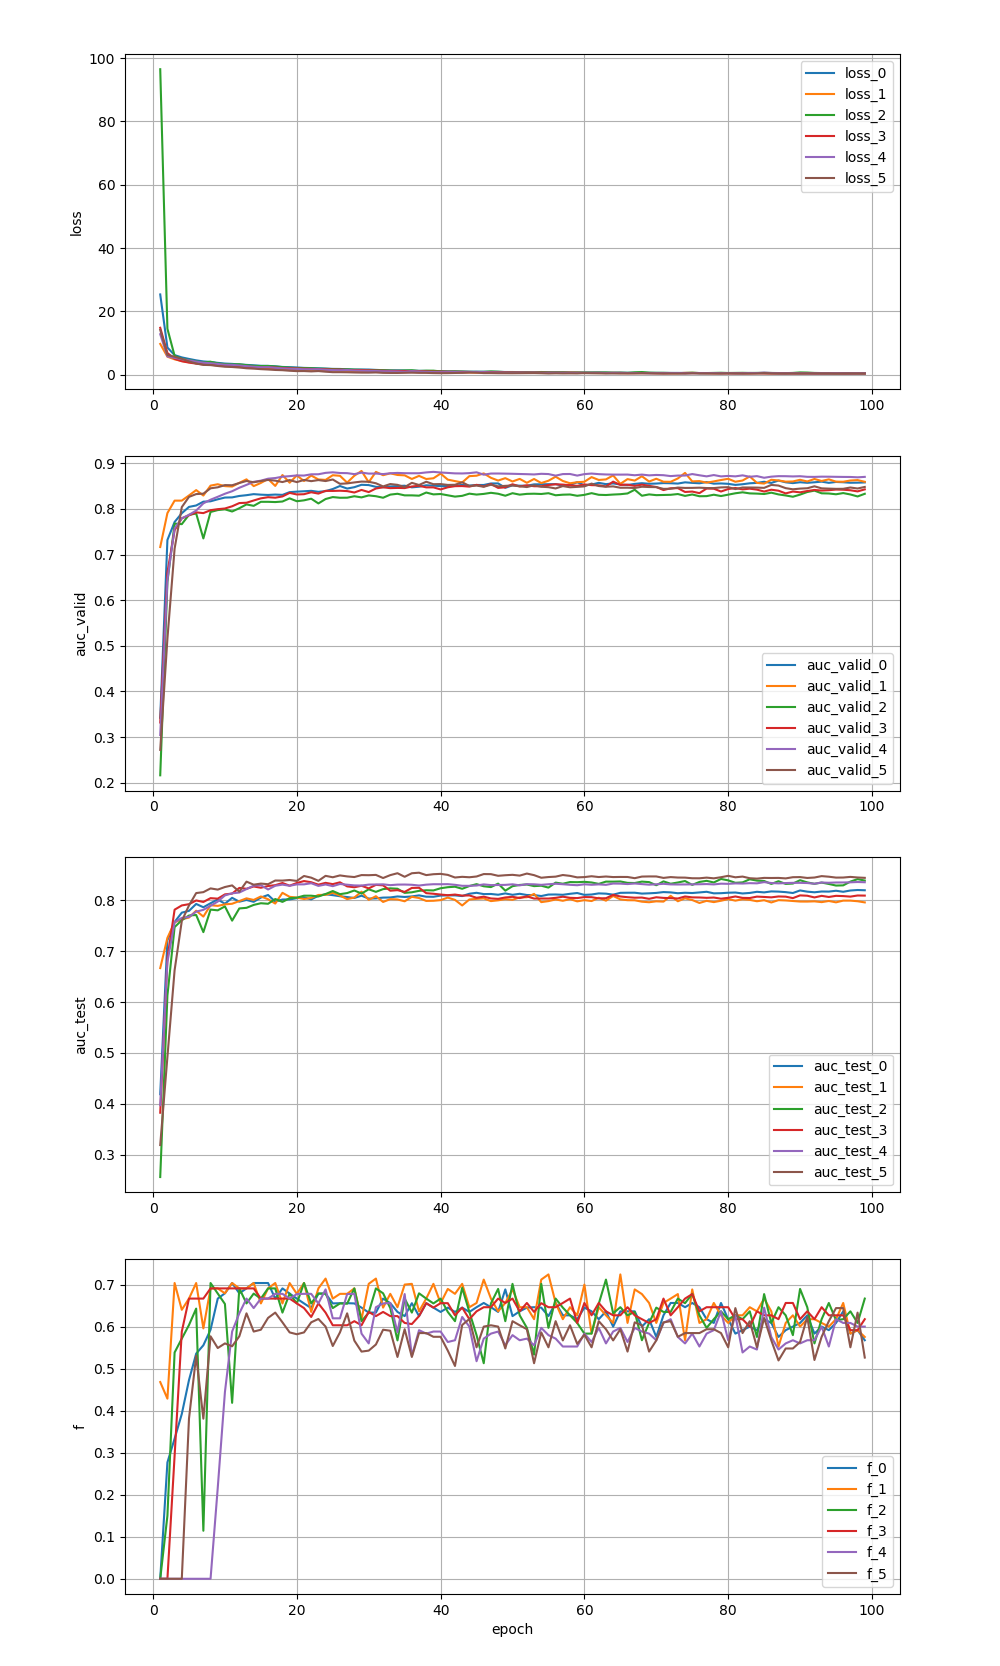 100
80
60
40
20
0
loss
loss_0
loss_1
loss_2
loss_3
loss_4
loss_5
0 20 40 60 80 100
0.9
0.8
0.7
0.6
0.5
0.4
0.3
0.2
auc_valid
auc_valid_0
auc_valid_1
auc_valid_2
auc_valid_3
auc_valid_4
auc_valid_5
0 20 40 60 80 100
0.8
0.7
0.6
0.5
0.4
0.3
auc_test
auc_test_0
auc_test_1
auc_test_2
auc_test_3
auc_test_4
auc_test_5
0 20 40 60 80 100
0.7
0.6
0.5
0.4
0.3
0.2
0.1
0.0
f
f_0
f_1
f_2
f_3
f_4
f_5
0 20 40 60 80 100
epoch